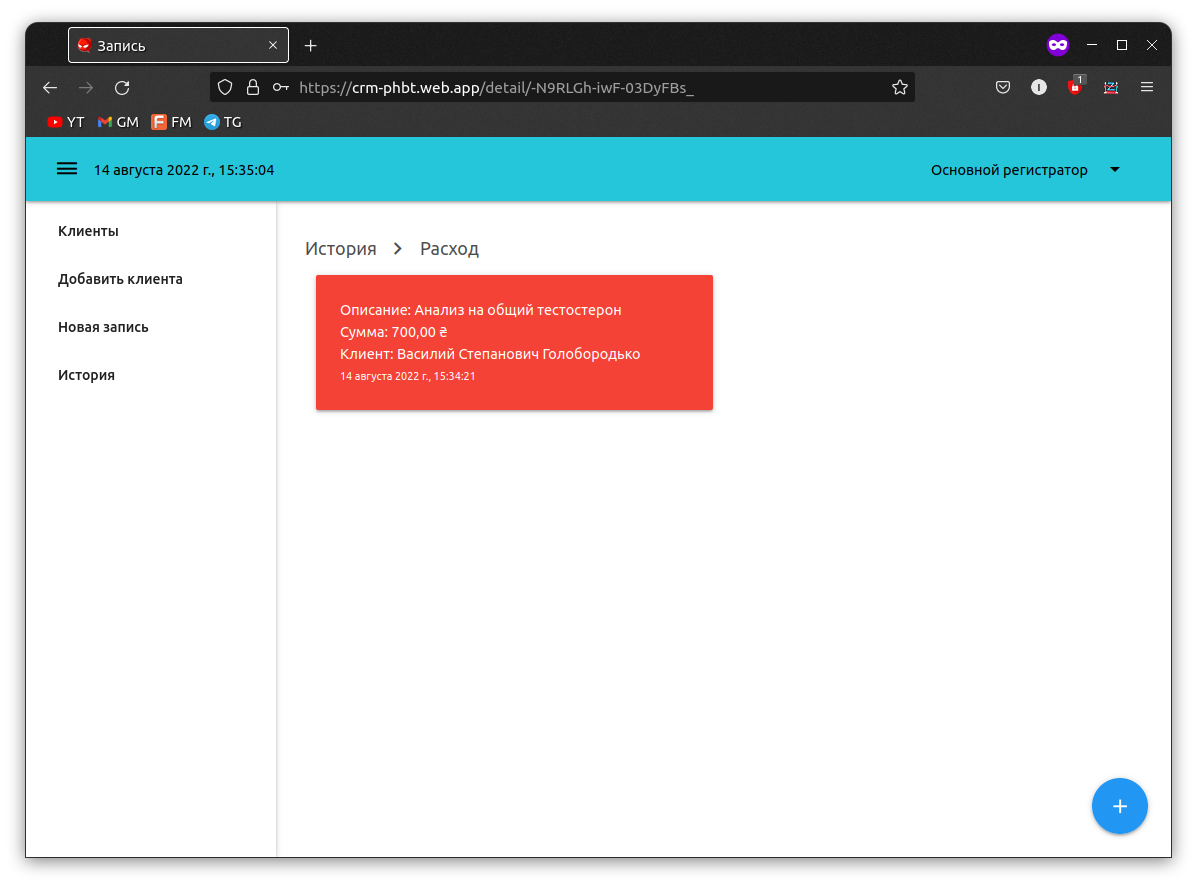 Запись
1
https://crm-phbt.web.app/detail/-N9RLGh-iwF-03DyFBs_
YT GM FM TG
14 августа 2022 г., 15:35:04
Основной регистратор
Клиенты
Добавить клиента
Новая запись
История
История Расход
Описание: Анализ на общий тестостерон
Сумма: 700,00 ₴
Клиент: Василий Степанович Голобородько
14 августа 2022 г., 15:34:21